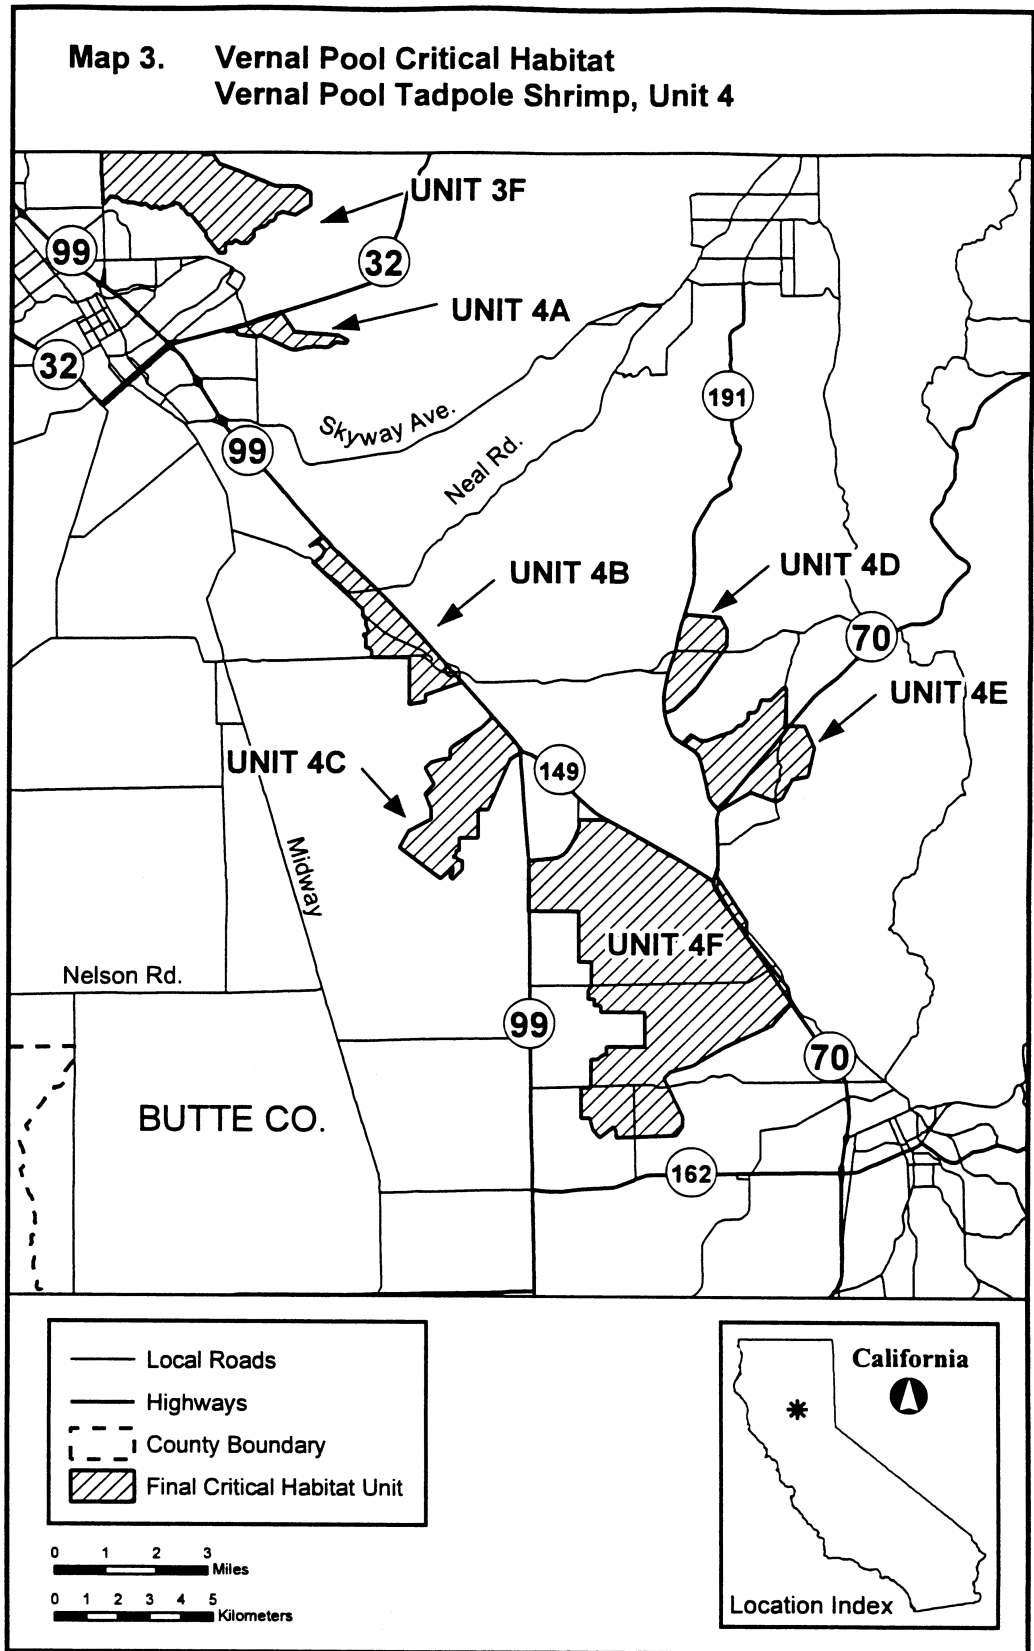 Map 3. Vernal Pool Critical Habitat
Vernal Pool Tadpole Shrimp, Unit 4
UNIT 3F
99
32
UNIT 4A
32
191
Skyway Ave.
99
Neal Rd.
UNIT 4B
UNIT 4D
70
UNIT 4E
UNIT 4C
149
Midway
UNIT 4F
Nelson Rd.
99
70
BUTTE CO.
162
Local Roads
Highways
County Boundary
Final Critical Habitat Unit
0 1 2 3
Miles
0 1 2 3 4 5
Kilometers
California
Location Index